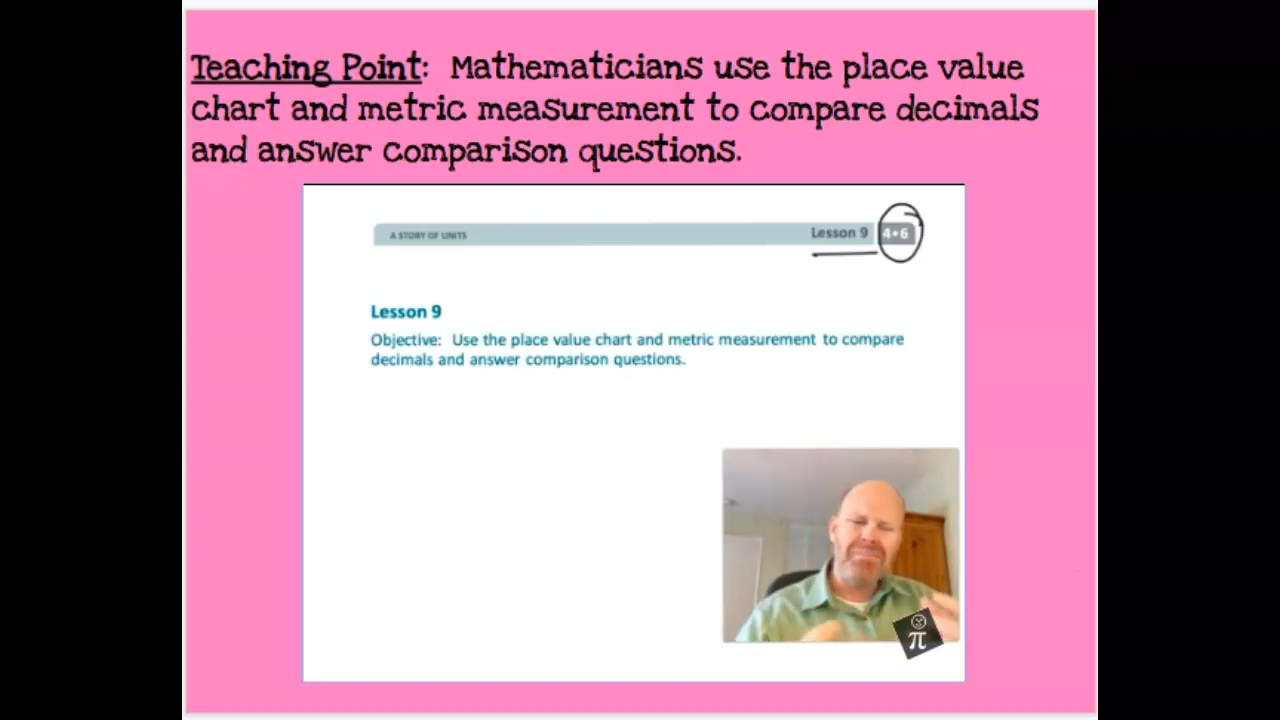 Teaching Point:  Mathematicians use the place value
chart and metric measurement to compare decimals
and answer comparison questions.
A STORY OF UNITS
Lesson 9
4•6
Lesson 9
Objective:  Use the place value chart and metric measurement to compare
decimals and answer comparison questions.
π